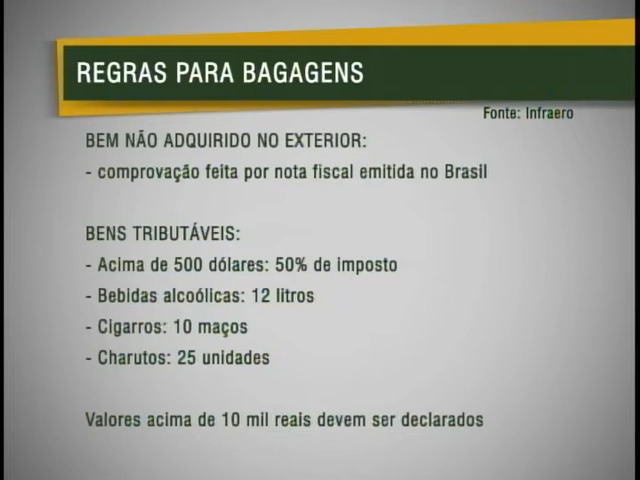 REGRAS PARA BAGAGENS
Fonte: Infraero
BEM NÃO ADQUIRIDO NO EXTERIOR:
- comprovação feita por nota fiscal emitida no Brasil
BENS TRIBUTÁVEIS:
- Acima de 500 dólares: 50% de imposto
- Bebidas alcoólicas: 12 litros
- Cigarros: 10 maços
- Charutos: 25 unidades
Valores acima de 10 mil reais devem ser declarados